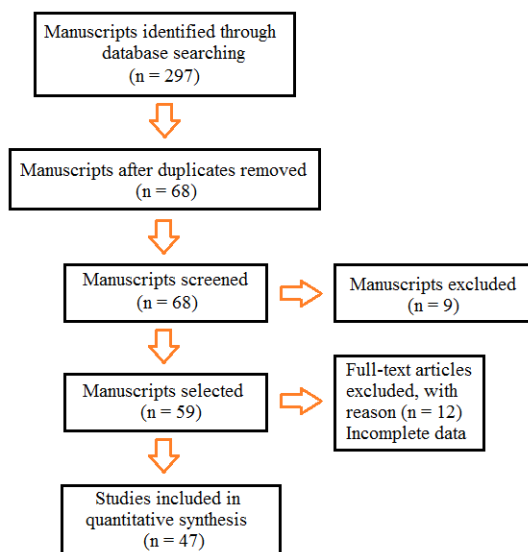 Manuscripts identified through
database searching
(n = 297)
Manuscripts after duplicates removed
(n = 68)
Manuscripts screened
(n = 68)
Manuscripts excluded
(n = 9)
Manuscripts selected
(n = 59)
Full-text articles
excluded, with
reason (n = 12)
Incomplete data
Studies included in
quantitative synthesis
(n = 47)